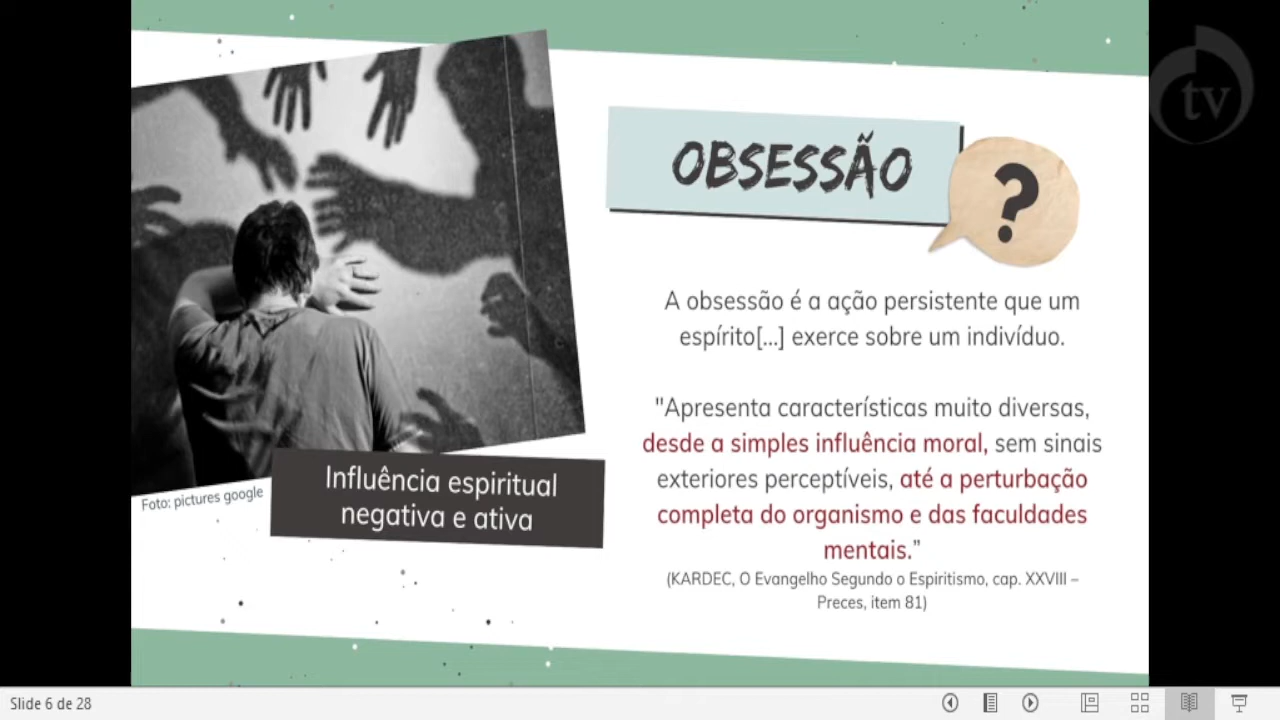 tv
OBSESSÃO
?
A obsessão é a ação persistente que um
espírito[...] exerce sobre um indivíduo.
"Apresenta características muito diversas,
desde a simples influência moral, sem sinais
exteriores perceptíveis, até a perturbação
completa do organismo e das faculdades
mentais.”
(KARDEC, O Evangelho Segundo o Espiritismo, cap. XXVIII –
Preces, item 81)
Influência espiritual
negativa e ativa
Foto: pictures google
Slide 6 de 28